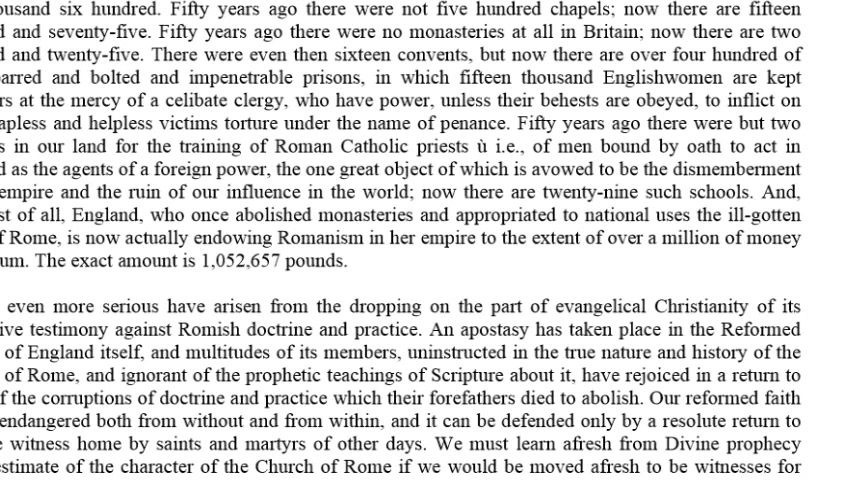 ousand six hundred. Fifty years ago there were not five hundred chapels; now there are fifteen
d and seventy-five. Fifty years ago there were no monasteries at all in Britain; now there are two
d and twenty-five. There were even then sixteen convents, but now there are over four hundred of
arred and bolted and impenetrable prisons, in which fifteen thousand Englishwomen are kept
rs at the mercy of a celibate clergy, who have power, unless their behests are obeyed, to inflict on
apless and helpless victims torture under the name of penance. Fifty years ago there were but two
s in our land for the training of Roman Catholic priests ù i.e., of men bound by oath to act in
d as the agents of a foreign power, the one great object of which is avowed to be the dismemberment
empire and the ruin of our influence in the world; now there are twenty-nine such schools. And,
st of all, England, who once abolished monasteries and appropriated to national uses the ill-gotten
f Rome, is now actually endowing Romanism in her empire to the extent of over a million of money
um. The exact amount is 1,052,657 pounds.
even more serious have arisen from the dropping on the part of evangelical Christianity of its
ive testimony against Romish doctrine and practice. An apostasy has taken place in the Reformed
of England itself, and multitudes of its members, uninstructed in the true nature and history of the
of Rome, and ignorant of the prophetic teachings of Scripture about it, have rejoiced in a return to
f the corruptions of doctrine and practice which their forefathers died to abolish. Our reformed faith
endangered both from without and from within, and it can be defended only by a resolute return to
e witness home by saints and martyrs of other days. We must learn afresh from Divine prophecy
estimate of the character of the Church of Rome if we would be moved afresh to be witnesses for